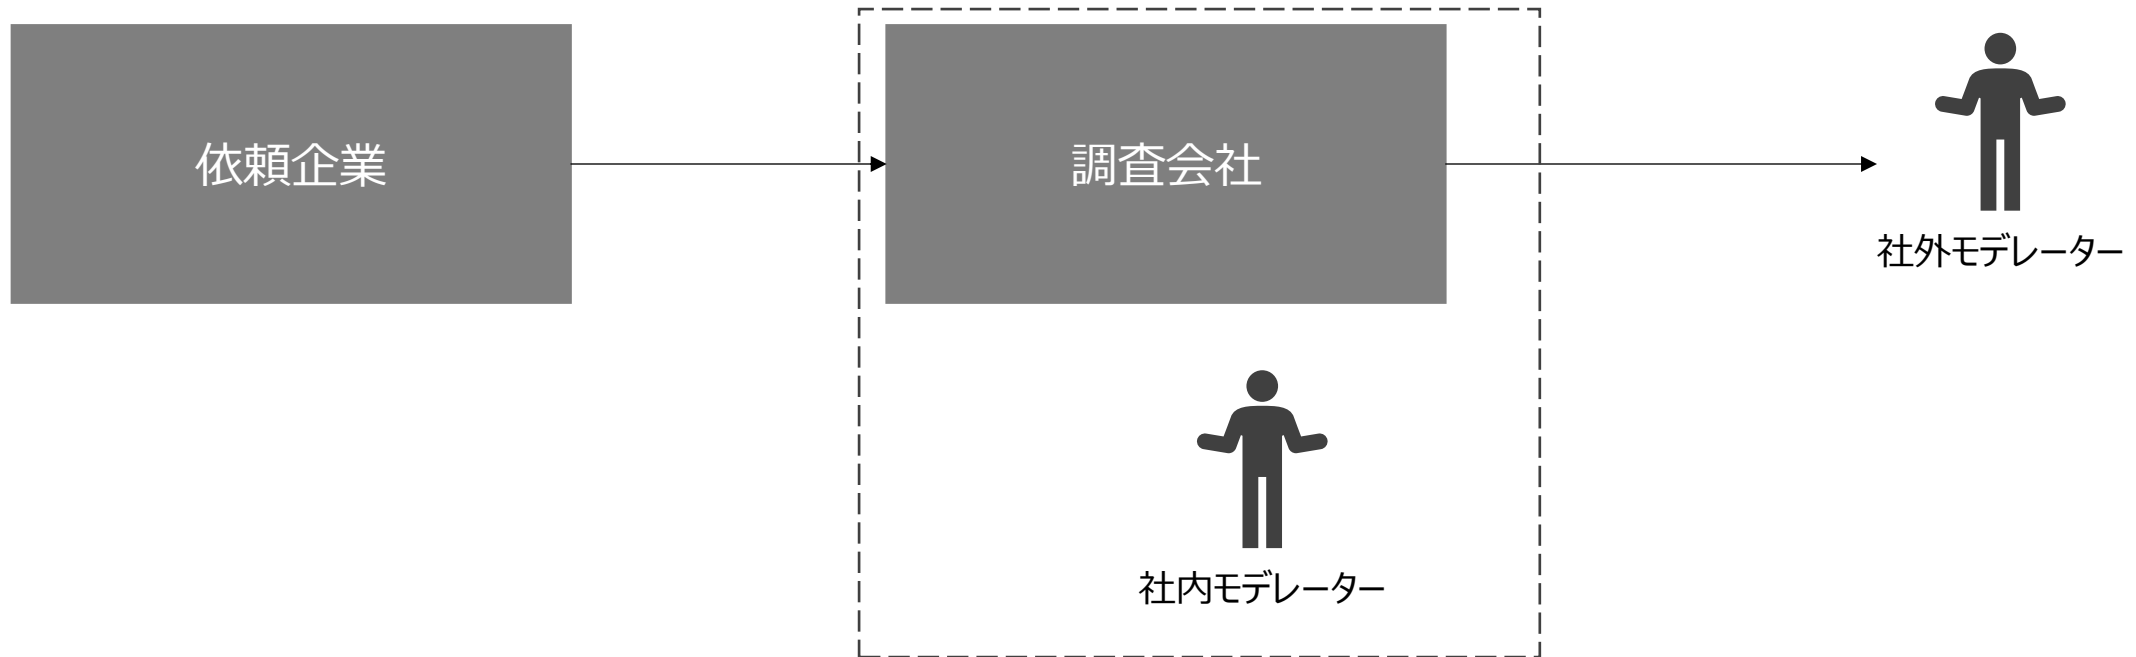 依頼企業
調査会社
社外モデレーター
社内モデレーター